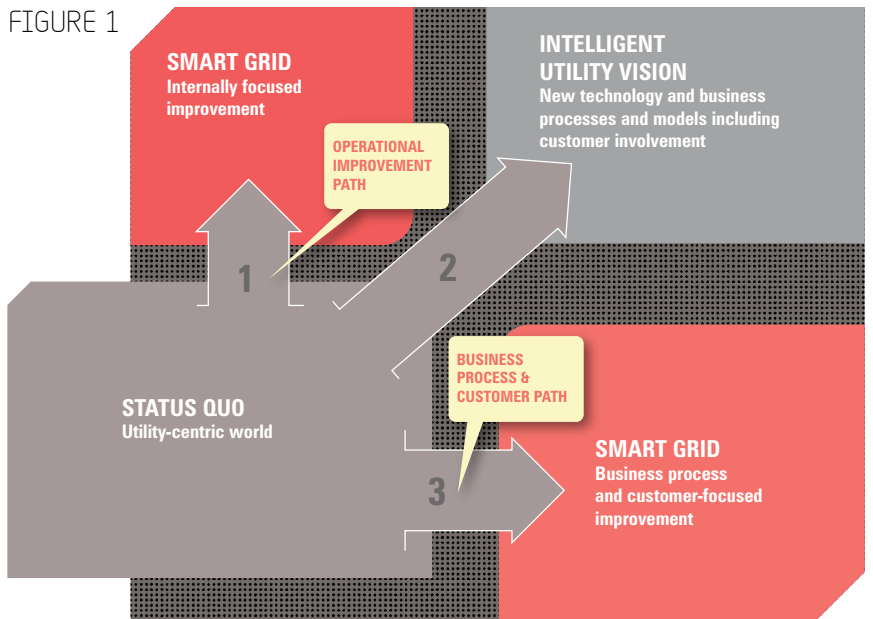 FIGURE 1
SMART GRID
Internally focused
improvement
INTELLIGENT
UTILITY VISION
New technology and business
processes and models including
customer involvement
OPERATIONAL
IMPROVEMENT
PATH
1
2
STATUS QUO
Utility-centric world
BUSINESS
PROCESS &
CUSTOMER PATH
3
SMART GRID
Business process
and customer-focused
improvement